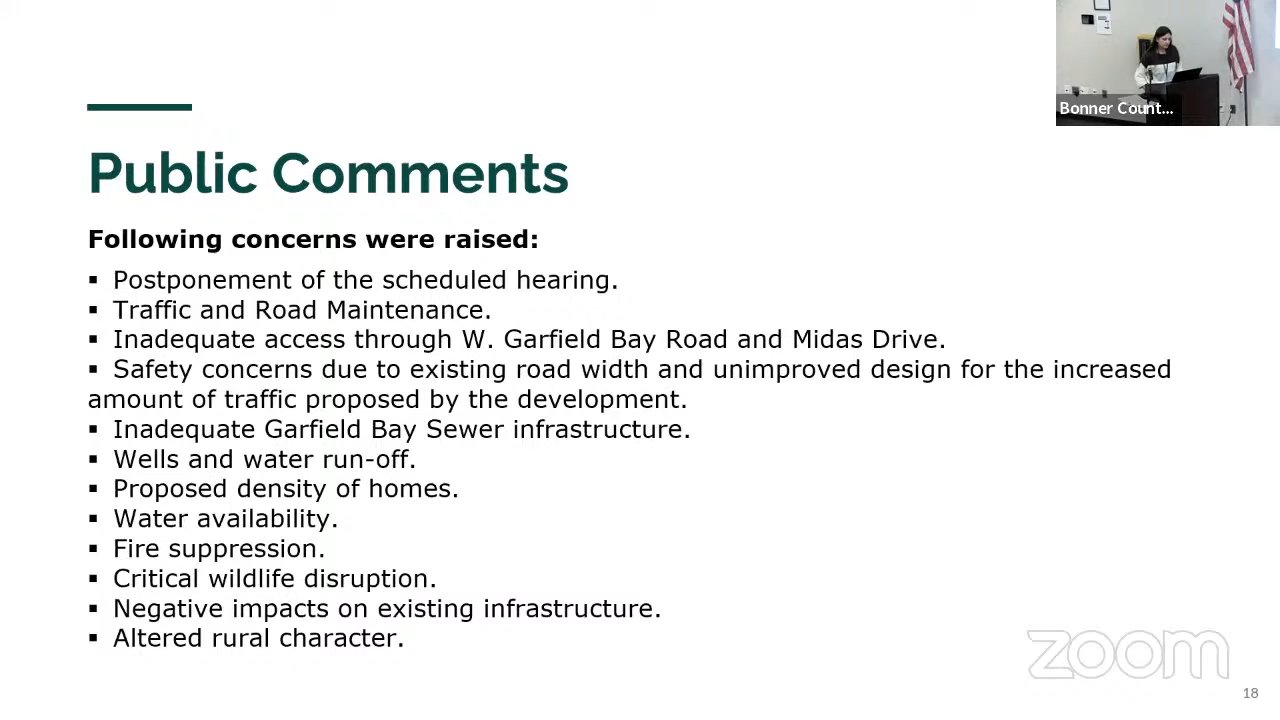 Bonner Count...
Public Comments
Following concerns were raised:
▪ Postponement of the scheduled hearing.
▪ Traffic and Road Maintenance.
▪ Inadequate access through W. Garfield Bay Road and Midas Drive.
▪ Safety concerns due to existing road width and unimproved design for the increased
amount of traffic proposed by the development.
▪ Inadequate Garfield Bay Sewer infrastructure.
▪ Wells and water run-off.
▪ Proposed density of homes.
▪ Water availability.
▪ Fire suppression.
▪ Critical wildlife disruption.
▪ Negative impacts on existing infrastructure.
▪ Altered rural character.
zoom
18